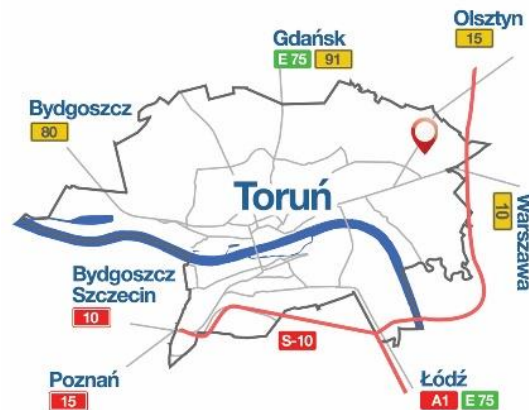 Olsztyn
15
Gdańsk
E 75 91
Bydgoszcz
80
Toruń
10
Warszawa
Bydgoszcz
Szczecin
10
S-10
Poznań
15
Łódź
A1 E 75